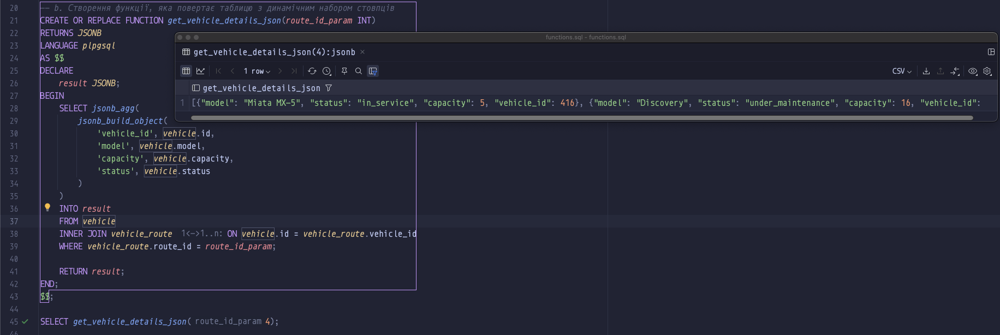 20 -- b. Створення функції, яка повертає таблицю з динамічним набором стовпців
21 CREATE OR REPLACE FUNCTION get_vehicle_details_json(route_id_param INT)
22 RETURNS JSONB
23 LANGUAGE plpgsql
24 AS $$
25 DECLARE
26 result JSONB;
27 BEGIN
28 SELECT jsonb_agg(
29 jsonb_build_object(
30 'vehicle_id', vehicle.id,
31 'model', vehicle.model,
32 'capacity', vehicle.capacity,
33 'status', vehicle.status
34 )
35 )
36 INTO result
37 FROM vehicle
38 INNER JOIN vehicle_route 1<->1..n: ON vehicle.id = vehicle_route.vehicle_id
39 WHERE vehicle_route.route_id = route_id_param;
40
41 RETURN result;
42 END;
43 $$;
44
45 SELECT get_vehicle_details_json( route_id_param 4);
46
functions.sql - functions.sql
get_vehicle_details_json(4):jsonb
1 row
CSV
get_vehicle_details_json
1 [{"model": "Miata MX-5", "status": "in_service", "capacity": 5, "vehicle_id": 416}, {"model": "Discovery", "status": "under_maintenance", "capacity": 16, "vehicle_id":